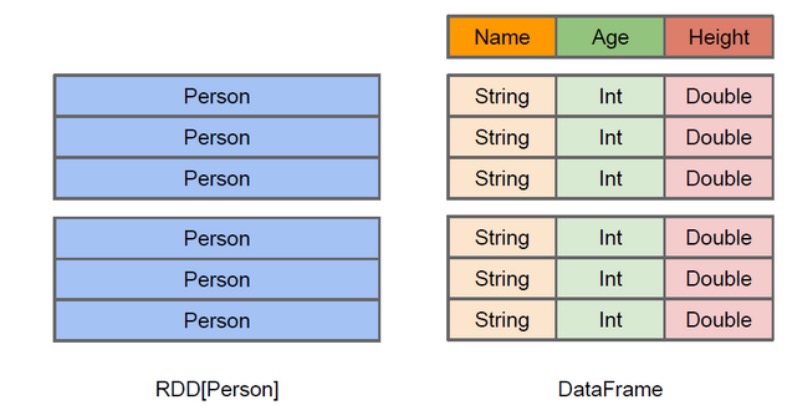 Name Age Height
Person String Int Double
Person String Int Double
Person String Int Double
Person String Int Double
Person String Int Double
Person String Int Double
RDD[Person] DataFrame